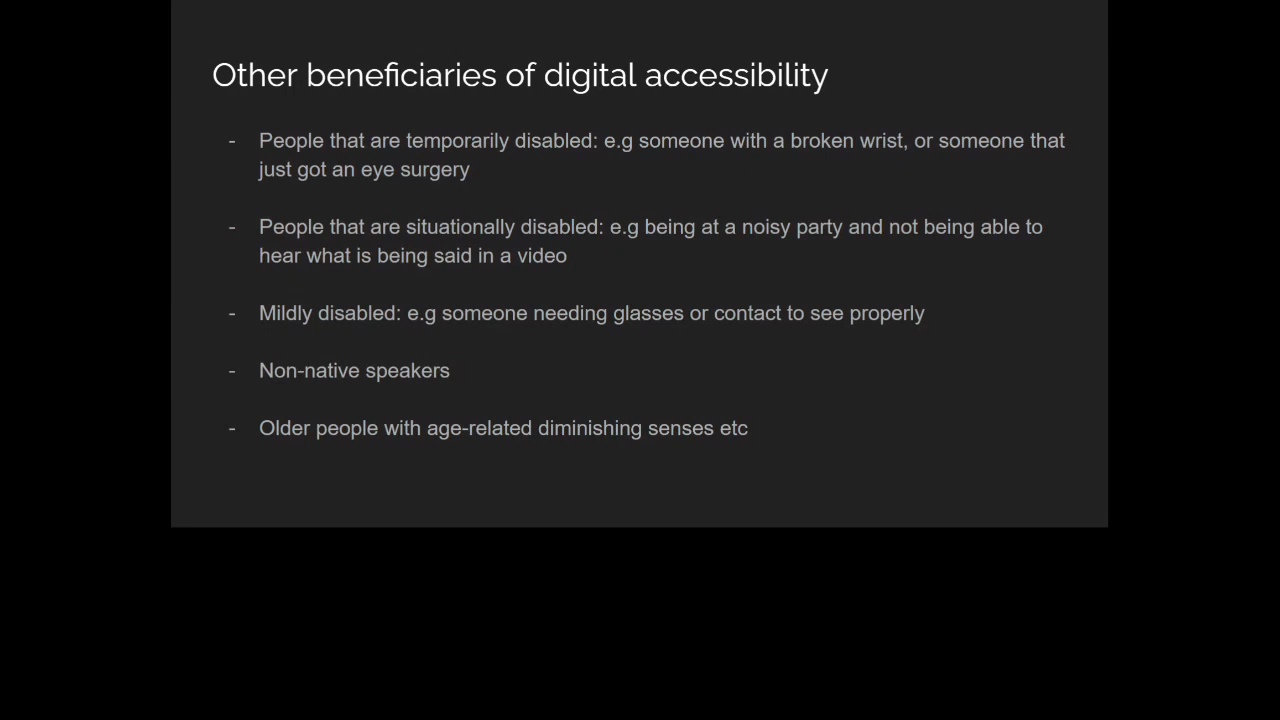 Other beneficiaries of digital accessibility
- People that are temporarily disabled: e.g someone with a broken wrist, or someone that
just got an eye surgery
- People that are situationally disabled: e.g being at a noisy party and not being able to
hear what is being said in a video
- Mildly disabled: e.g someone needing glasses or contact to see properly
- Non-native speakers
- Older people with age-related diminishing senses etc